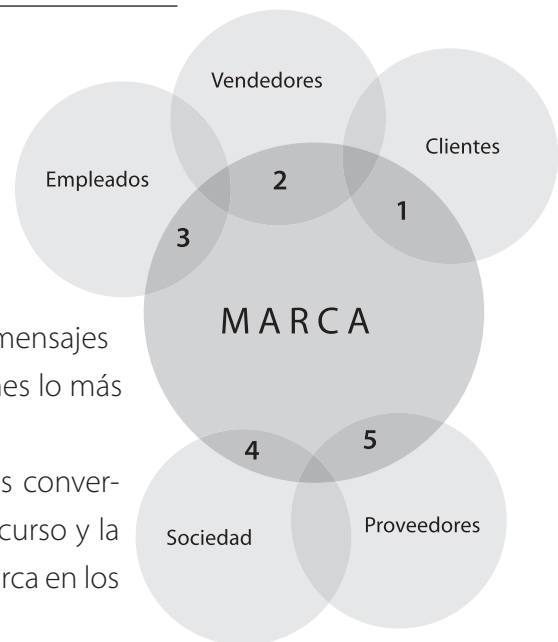 Vendedores
Clientes
Empleados
2
1
3
MARCA
mensajes
nes lo más
s conver-
curso y la
rca en los
4
5
Sociedad
Proveedores